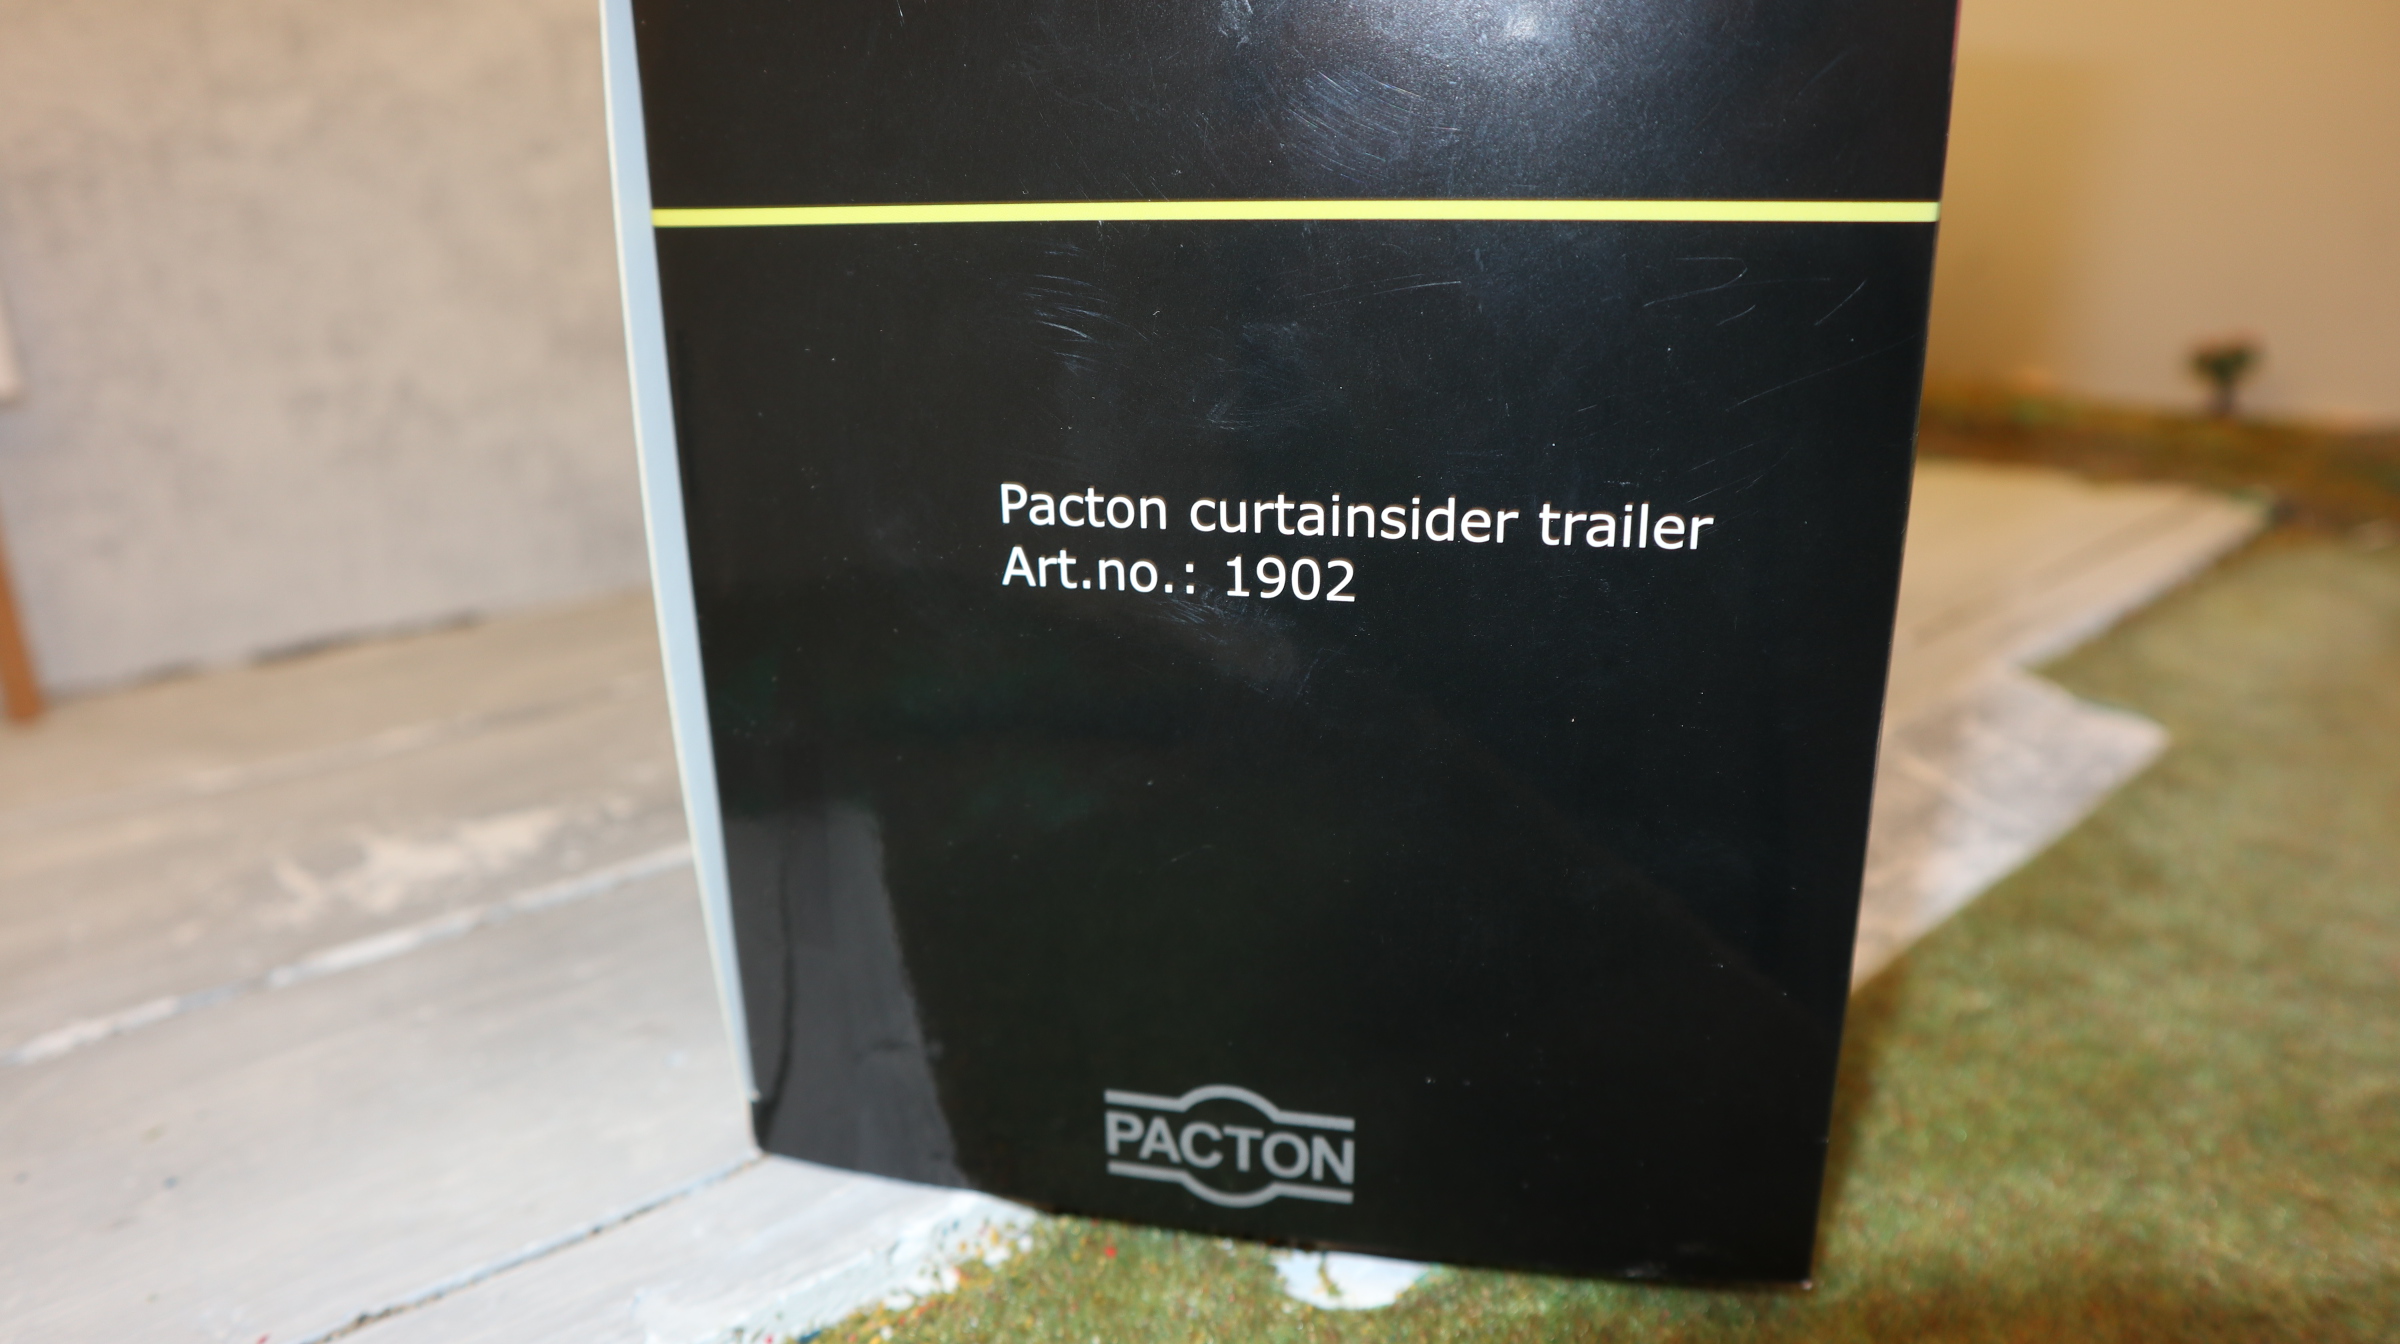 Pacton curtainsider trailer
Art.no.: 1902
PACTON